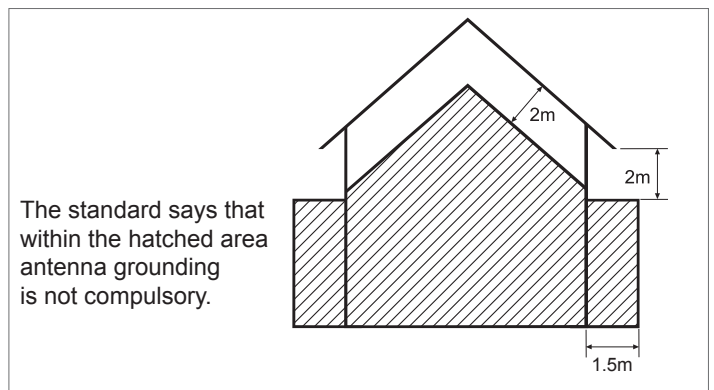 2m
2m
The standard says that
within the hatched area
antenna grounding
is not compulsory.
1.5m